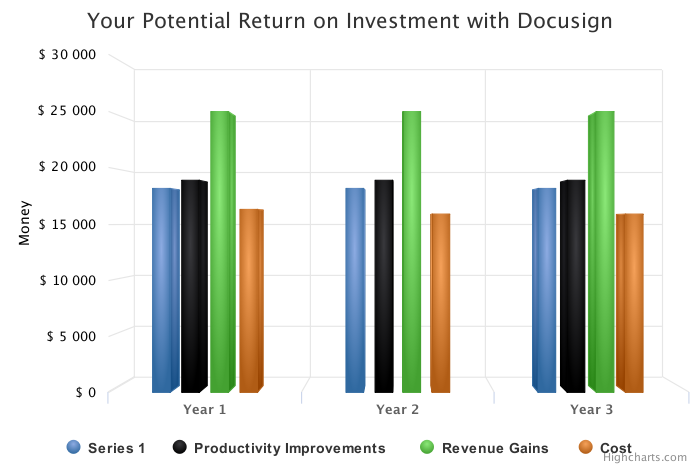 Your Potential Return on Investment with Docusign
$ 30 000
$ 25 000
$ 20 000
$ 15 000
$ 10 000
$ 5 000
$ 0
Money
Year 1 Year 2 Year 3
Series 1 Productivity Improvements Revenue Gains Cost
Highcharts.com